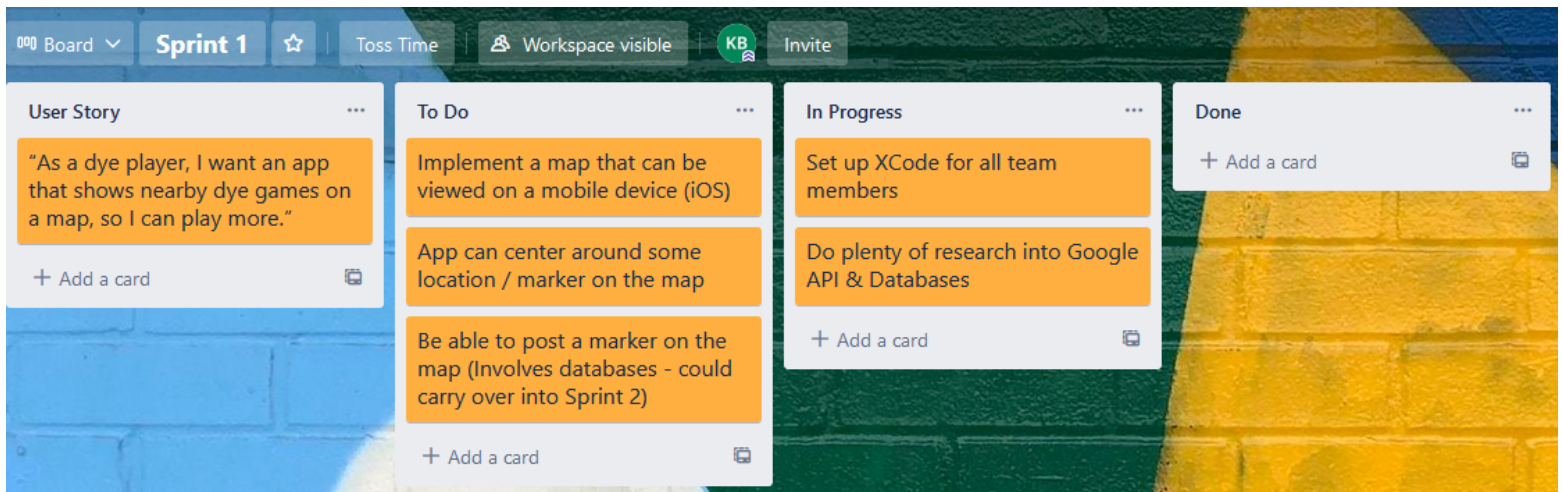 Board
Sprint 1
Toss Time
Workspace visible
KB
Invite
User Story
“As a dye player, I want an app
that shows nearby dye games on
a map, so I can play more.”
+ Add a card
To Do
Implement a map that can be
viewed on a mobile device (iOS)
App can center around some
location / marker on the map
Be able to post a marker on the
map (Involves databases - could
carry over into Sprint 2)
+ Add a card
In Progress
Set up XCode for all team
members
Do plenty of research into Google
API & Databases
+ Add a card
Done
+ Add a card